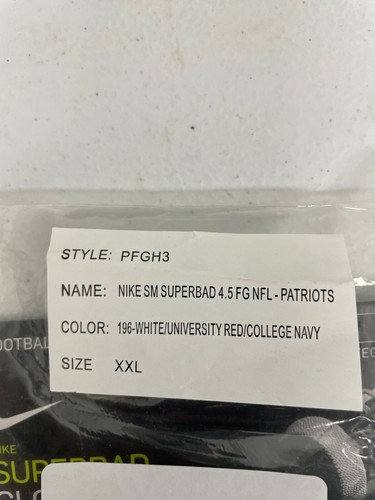 STYLE: PFGH3
NAME: NIKE SM SUPERBAD 4.5 FG NFL - PATRIOTS
COLOR: 196-WHITE/UNIVERSITY RED/COLLEGE NAVY
SIZE XXL
SUPERBAD